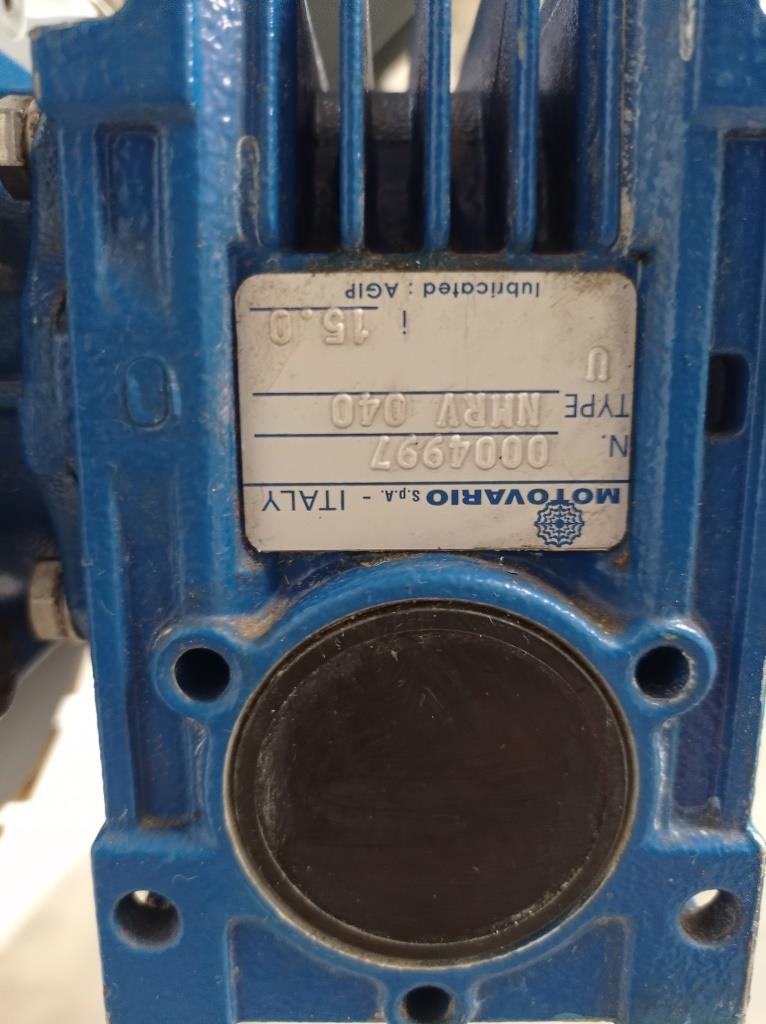 MOTOVARIO S.p.A. - ITALY
N. 0004997
TYPE NMRV 040
U
i 15.0
lubricated : AGIP